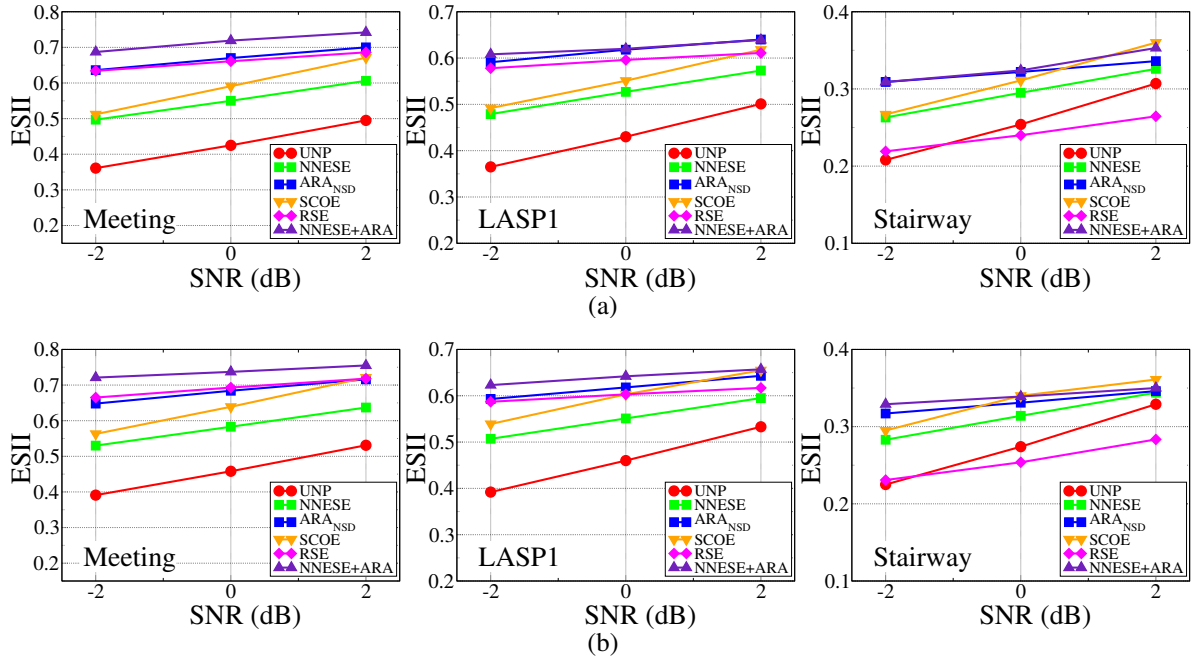 0.8
0.7
0.6
0.5
0.4
0.3
0.2
ESII
Meeting
UNP
NNESE
ARA_NSD
SCOE
RSE
NNESE+ARA
-2 0 2
SNR (dB)
0.7
0.6
0.5
0.4
0.3
0.2
ESII
LASP1
UNP
NNESE
ARA_NSD
SCOE
RSE
NNESE+ARA
-2 0 2
SNR (dB)
0.4
0.3
0.2
0.1
ESII
Stairway
UNP
NNESE
ARA_NSD
SCOE
RSE
NNESE+ARA
-2 0 2
SNR (dB)
(a)
0.8
0.7
0.6
0.5
0.4
0.3
0.2
ESII
Meeting
UNP
NNESE
ARA_NSD
SCOE
RSE
NNESE+ARA
-2 0 2
SNR (dB)
0.7
0.6
0.5
0.4
0.3
0.2
ESII
LASP1
UNP
NNESE
ARA_NSD
SCOE
RSE
NNESE+ARA
-2 0 2
SNR (dB)
0.4
0.3
0.2
0.1
ESII
Stairway
UNP
NNESE
ARA_NSD
SCOE
RSE
NNESE+ARA
-2 0 2
SNR (dB)
(b)